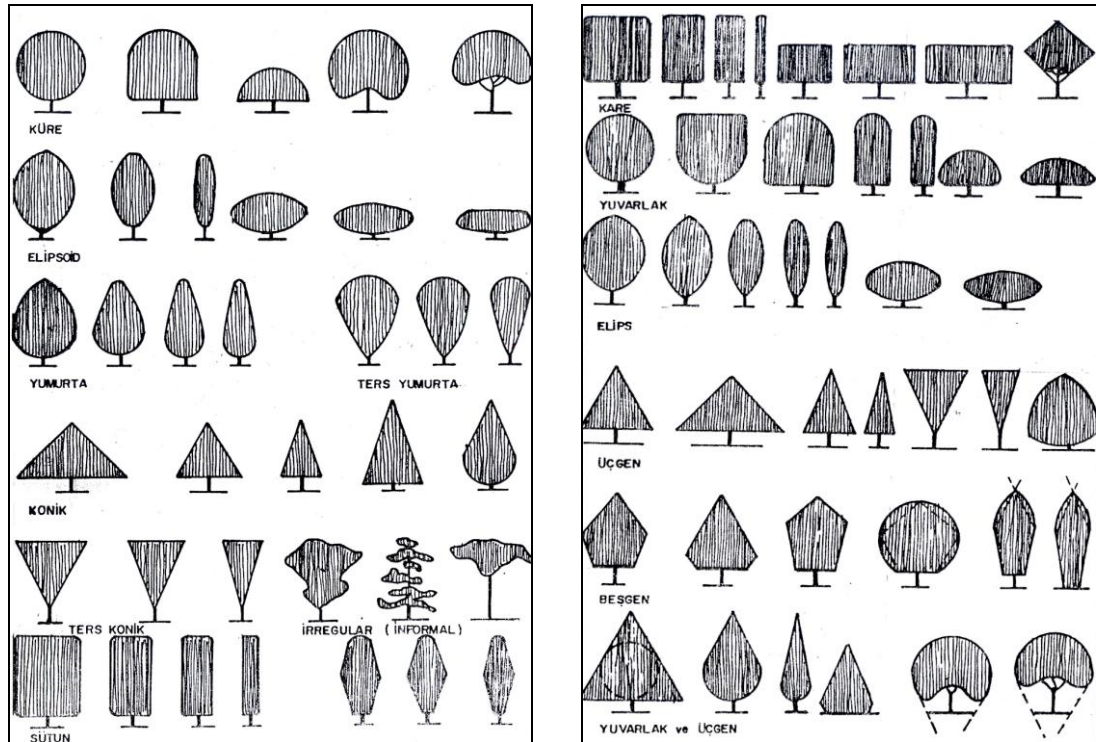 KÜRE
ELİPSOİD
YUMURTA
TERS YUMURTA
KONİK
TERS KONİK
İRREGULAR (İNFORMAL)
SÜTUN
KARE
YUVARLAK
ELİPS
ÜÇGEN
BEŞGEN
YUVARLAK ve ÜÇGEN